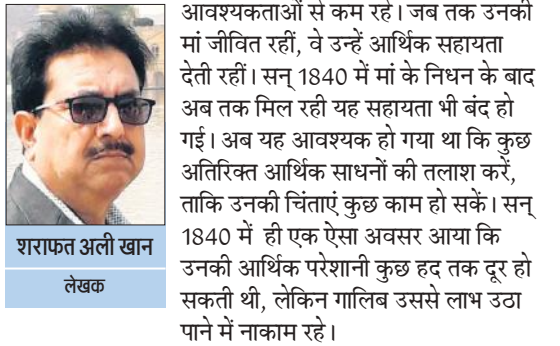 आवश्यकताओं से कम रहे। जब तक उनकी
मां जीवित रहीं, वे उन्हें आर्थिक सहायता
देती रहीं। सन् 1840 में मां के निधन के बाद
अब तक मिल रही यह सहायता भी बंद हो
गई। अब यह आवश्यक हो गया था कि कुछ
अतिरिक्त आर्थिक साधनों की तलाश करें,
ताकि उनकी चिंताएं कुछ काम हो सकें। सन्
1840 में ही एक ऐसा अवसर आया कि
उनकी आर्थिक परेशानी कुछ हद तक दूर हो
सकती थी, लेकिन गालिब उससे लाभ उठा
पाने में नाकाम रहे।
शराफत अली खान
लेखक